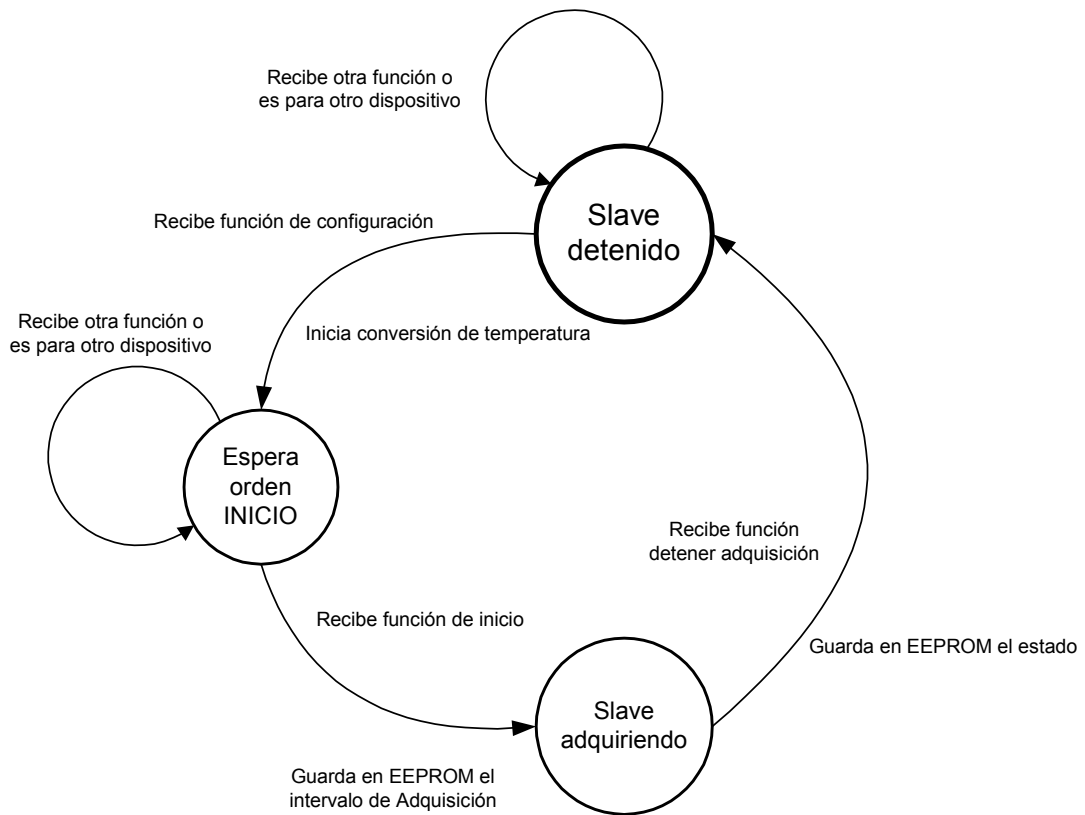 Recibe otra función o
es para otro dispositivo
Slave
detenido
Recibe función de configuración
Inicia conversión de temperatura
Recibe otra función o
es para otro dispositivo
Espera
orden
INICIO
Recibe función
detener adquisición
Recibe función de inicio
Guarda en EEPROM el estado
Slave
adquiriendo
Guarda en EEPROM el
intervalo de Adquisición